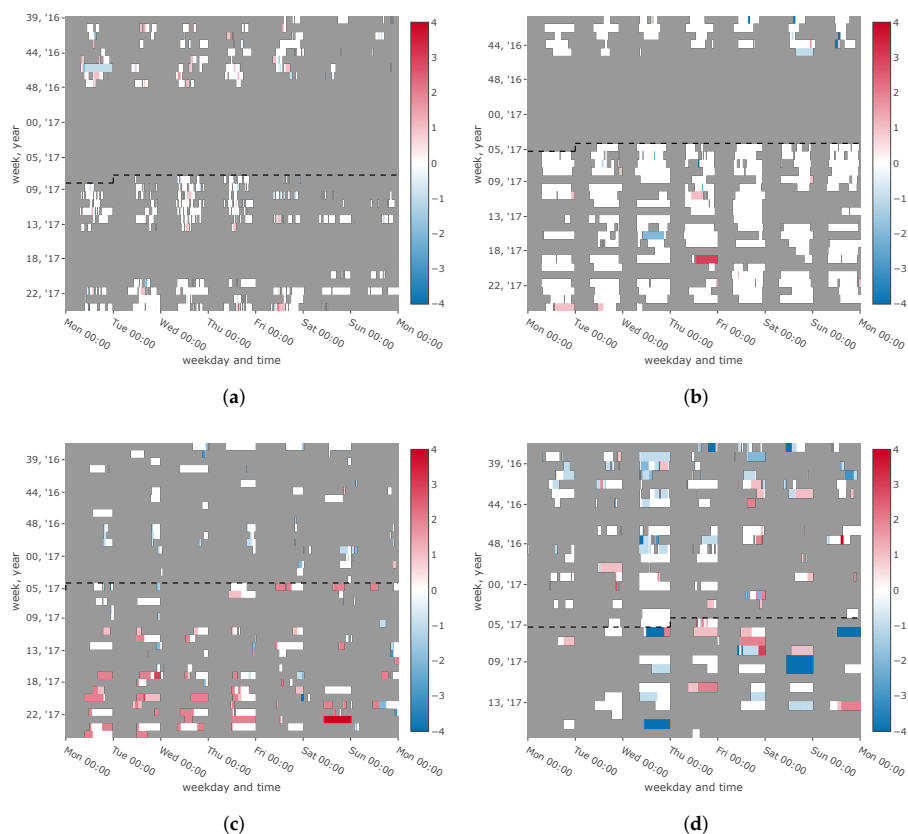 39, '16
44, '16
48, '16
00, '17
05, '17
09, '17
13, '17
18, '17
22, '17
week, year
Mon 00:00
Tue 00:00
Wed 00:00
Thu 00:00
Fri 00:00
Sat 00:00
Sun 00:00
Mon 00:00
weekday and time
4
3
2
1
0
−1
−2
−3
−4
(a)
44, '16
48, '16
00, '17
05, '17
09, '17
13, '17
18, '17
22, '17
week, year
Mon 00:00
Tue 00:00
Wed 00:00
Thu 00:00
Fri 00:00
Sat 00:00
Sun 00:00
Mon 00:00
weekday and time
4
3
2
1
0
−1
−2
−3
−4
(b)
39, '16
44, '16
48, '16
00, '17
05, '17
09, '17
13, '17
18, '17
22, '17
week, year
Mon 00:00
Tue 00:00
Wed 00:00
Thu 00:00
Fri 00:00
Sat 00:00
Sun 00:00
Mon 00:00
weekday and time
4
3
2
1
0
−1
−2
−3
−4
(c)
39, '16
44, '16
48, '16
00, '17
05, '17
09, '17
13, '17
week, year
Mon 00:00
Tue 00:00
Wed 00:00
Thu 00:00
Fri 00:00
Sat 00:00
Sun 00:00
Mon 00:00
weekday and time
4
3
2
1
0
−1
−2
−3
−4
(d)